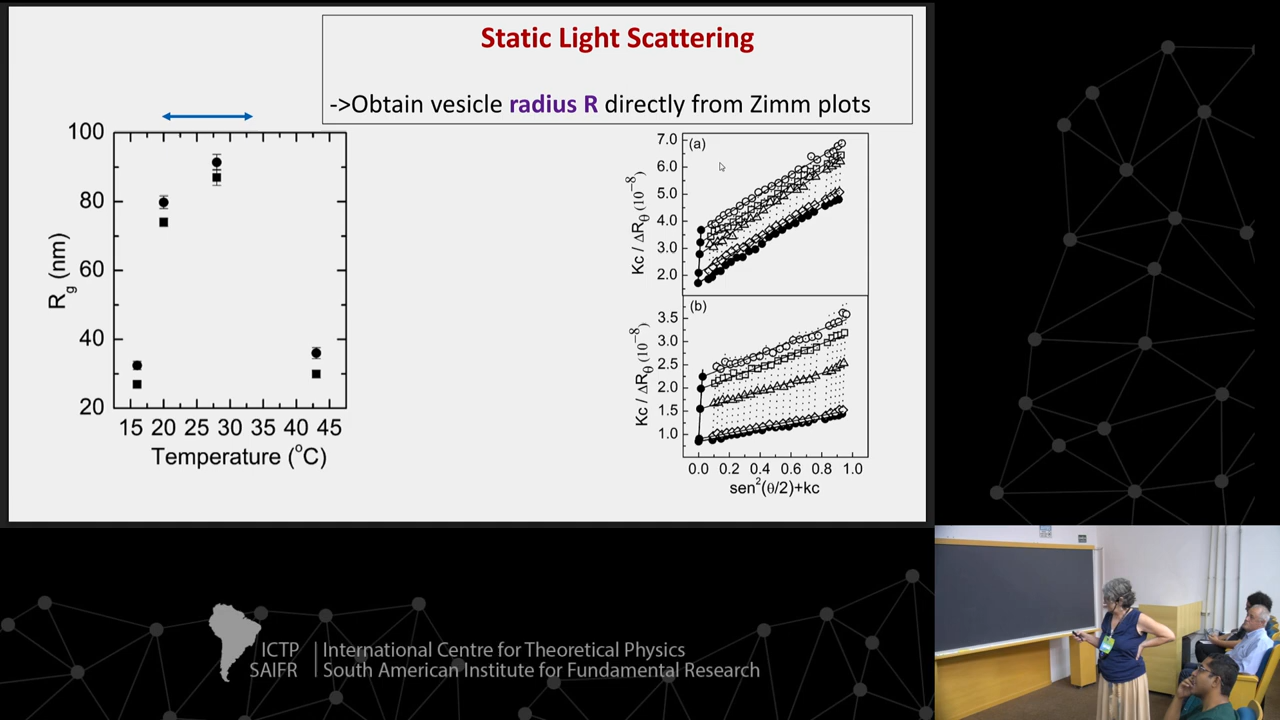 Static Light Scattering
->Obtain vesicle radius R directly from Zimm plots
100
80
60
40
20
R_g (nm)
15 20 25 30 35 40 45
Temperature (°C)
(a)
7.0
6.0
5.0
4.0
3.0
2.0
Kc / ΔR_θ (10⁻⁸)
(b)
3.5
3.0
2.5
2.0
1.5
1.0
Kc / ΔR_θ (10⁻⁸)
0.0 0.2 0.4 0.6 0.8 1.0
sen²(θ/2)+kc
ICTP International Centre for Theoretical Physics
SAIFR South American Institute for Fundamental Research